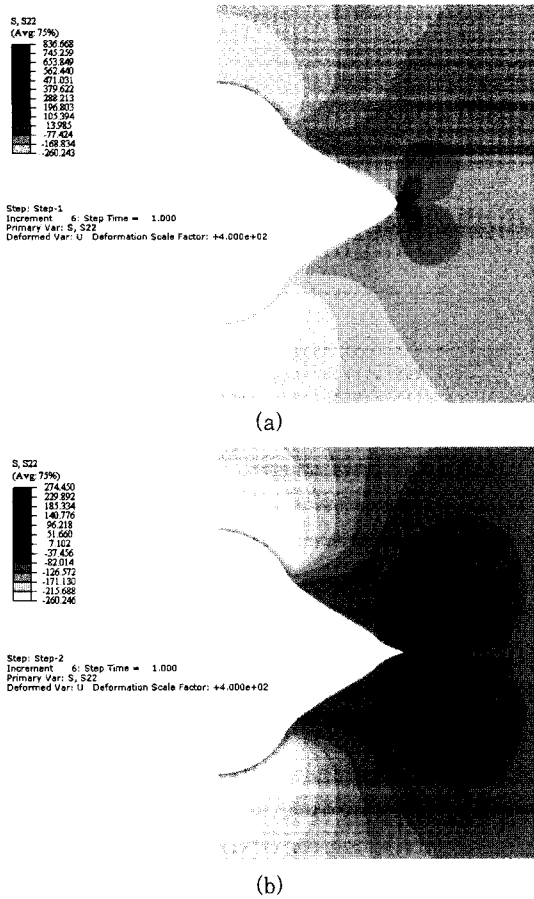 S, S22
(Avg: 75%)
836.668
745.259
653.849
562.440
471.031
379.622
288.213
196.803
105.394
13.985
-77.424
-168.834
-260.243
Step: Step-1
Increment 6: Step Time = 1.000
Primary Var: S, S22
Deformed Var: U Deformation Scale Factor: +4.000e+02
(a)
S, S22
(Avg: 75%)
274.450
229.892
185.334
140.776
96.218
51.660
7.102
-37.456
-82.014
-126.572
-171.130
-215.688
-260.246
Step: Step-2
Increment 6: Step Time = 1.000
Primary Var: S, S22
Deformed Var: U Deformation Scale Factor: +4.000e+02
(b)